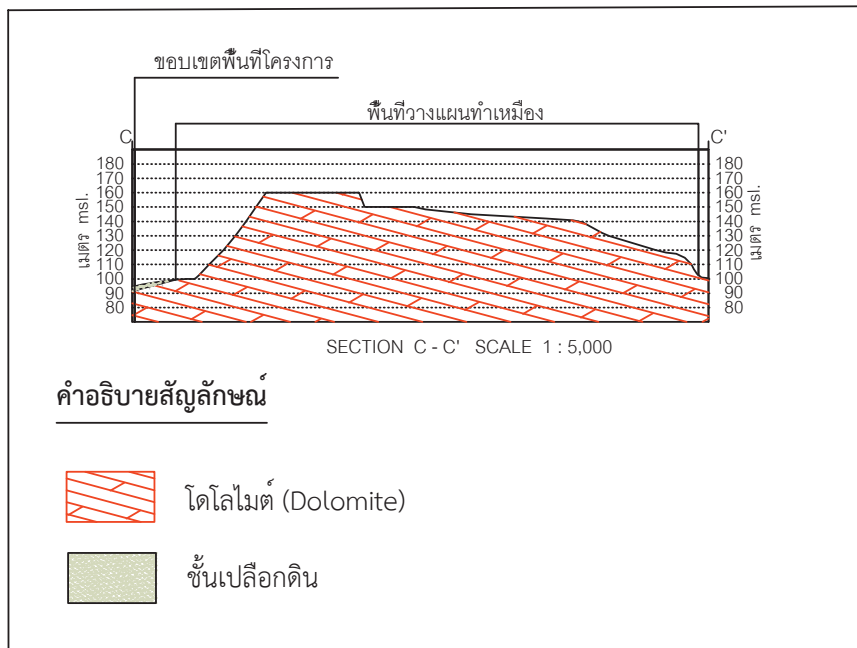 ขอบเขตพื้นที่โครงการ
พื้นที่วางแผนทำเหมือง
C C'
180 180
170 170
160 160
150 150
140 140
130 130
120 120
110 110
100 100
90 90
80 80
เมตร msl.
เมตร msl.
SECTION C - C' SCALE 1 : 5,000
คำอธิบายสัญลักษณ์
โดโลไมต์ (Dolomite)
ชั้นเปลือกดิน